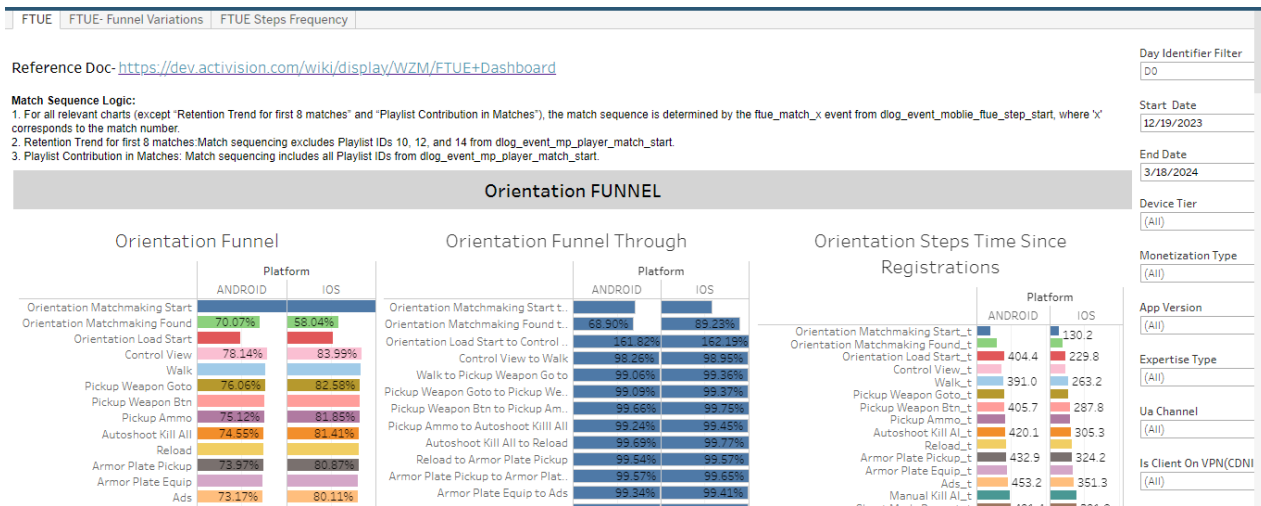 FTUE FTUE- Funnel Variations FTUE Steps Frequency
Reference Doc- https://dev.activision.com/wiki/display/WZM/FTUE+Dashboard
Match Sequence Logic:
1. For all relevant charts (except “Retention Trend for first 8 matches” and “Playlist Contribution in Matches”), the match sequence is determined by the ftue_match_x event from dlog_event_moblie_ftue_step_start, where 'x'
corresponds to the match number.
2. Retention Trend for first 8 matches:Match sequencing excludes Playlist IDs 10, 12, and 14 from dlog_event_mp_player_match_start.
3. Playlist Contribution in Matches: Match sequencing includes all Playlist IDs from dlog_event_mp_player_match_start.
Orientation FUNNEL
Orientation Funnel
Platform
ANDROID IOS
Orientation Matchmaking Start
Orientation Matchmaking Found 70.07% 58.04%
Orientation Load Start
Control View 78.14% 83.99%
Walk
Pickup Weapon Goto 76.06% 82.58%
Pickup Weapon Btn
Pickup Ammo 75.12% 81.85%
Autoshoot Kill All 74.55% 81.41%
Reload
Armor Plate Pickup 73.97% 80.87%
Armor Plate Equip
Ads 73.17% 80.11%
Orientation Funnel Through
Platform
ANDROID IOS
Orientation Matchmaking Start t..
Orientation Matchmaking Found t.. 68.90% 89.23%
Orientation Load Start to Control .. 161.82% 162.19%
Control View to Walk 98.26% 98.95%
Walk to Pickup Weapon Go to 99.06% 99.36%
Pickup Weapon Goto to Pickup We.. 99.09% 99.37%
Pickup Weapon Btn to Pickup Am.. 99.66% 99.75%
Pickup Ammo to Autoshoot Killl All 99.24% 99.45%
Autoshoot Kill All to Reload 99.69% 99.77%
Reload to Armor Plate Pickup 99.54% 99.57%
Armor Plate Pickup to Armor Plat.. 99.57% 99.65%
Armor Plate Equip to Ads 99.34% 99.41%
Orientation Steps Time Since
Registrations
Platform
ANDROID IOS
Orientation Matchmaking Start_t 130.2
Orientation Matchmaking Found_t
Orientation Load Start_t 404.4 229.8
Control View_t
Walk_t 391.0 263.2
Pickup Weapon Goto_t
Pickup Weapon Btn_t 405.7 287.8
Pickup Ammo_t
Autoshoot Kill Al_t 420.1 305.3
Reload_t
Armor Plate Pickup_t 432.9 324.2
Armor Plate Equip_t
Ads_t 453.2 351.3
Manual Kill Al_t
Day Identifier Filter
D0
Start Date
12/19/2023
End Date
3/18/2024
Device Tier
(All)
Monetization Type
(All)
App Version
(All)
Expertise Type
(All)
Ua Channel
(All)
Is Client On VPN(CDNI
(All)